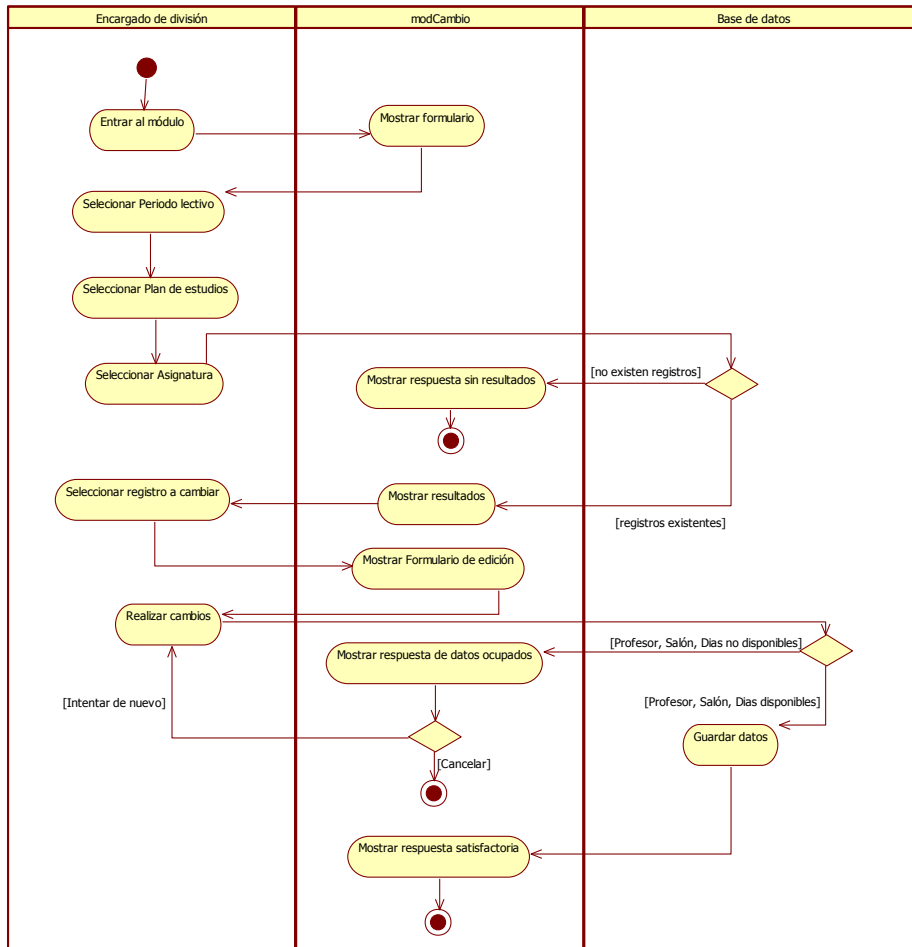 Encargado de división
modCambio
Base de datos
Entrar al módulo
Mostrar formulario
Selecionar Periodo lectivo
Seleccionar Plan de estudios
Seleccionar Asignatura
Mostrar respuesta sin resultados
[no existen registros]
Seleccionar registro a cambiar
Mostrar resultados
[registros existentes]
Mostrar Formulario de edición
Realizar cambios
Mostrar respuesta de datos ocupados
[Profesor, Salón, Dias no disponibles]
[Intentar de nuevo]
[Profesor, Salón, Dias disponibles]
Guardar datos
[Cancelar]
Mostrar respuesta satisfactoria